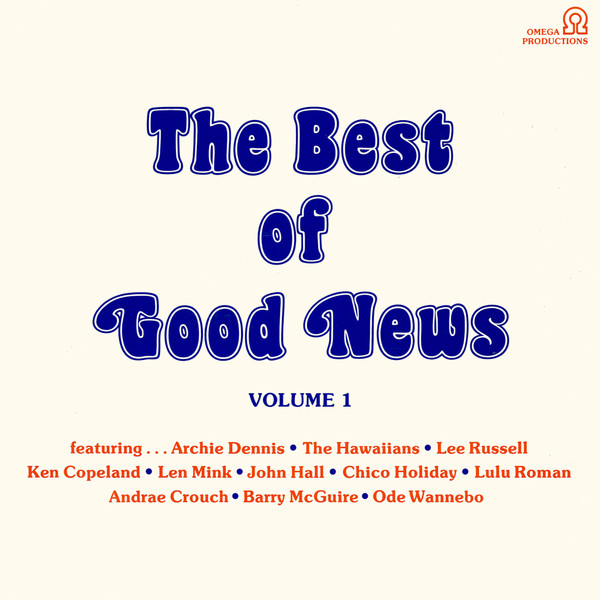 OMEGA
PRODUCTIONS
The Best
of
Good News
VOLUME 1
featuring . . . Archie Dennis • The Hawaiians • Lee Russell
Ken Copeland • Len Mink • John Hall • Chico Holiday • Lulu Roman
Andrae Crouch • Barry McGuire • Ode Wannebo